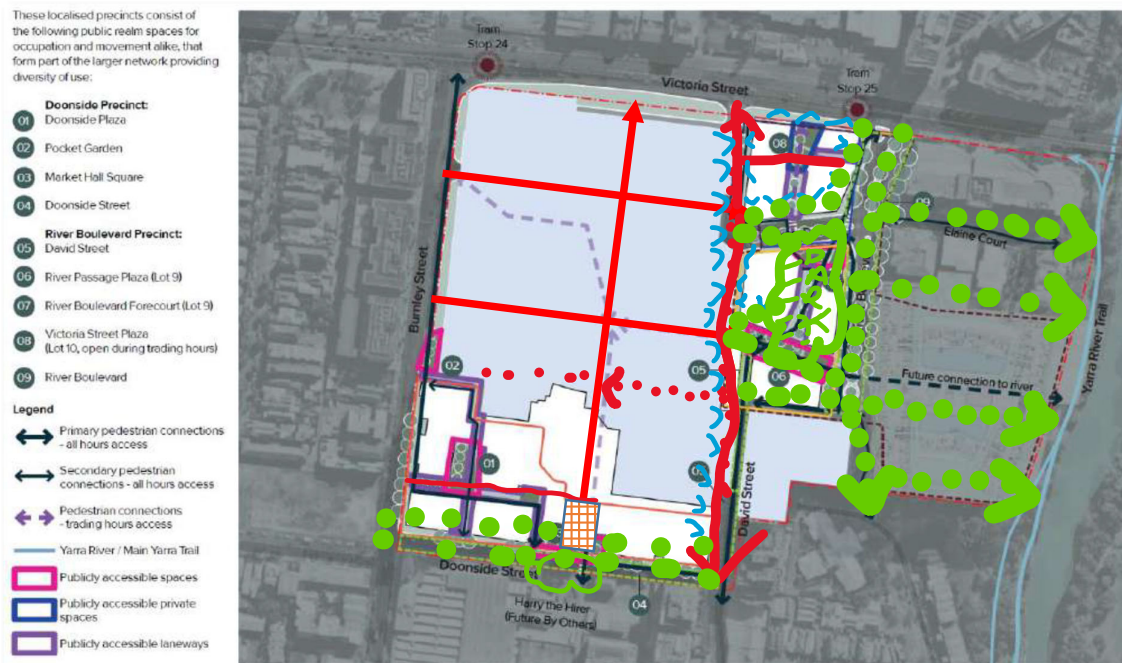 These localised precincts consist of
the following public realm spaces for
occupation and movement alike, that
form part of the larger network providing
diversity of use:
Doonside Precinct:
01 Doonside Plaza
02 Pocket Garden
03 Market Hall Square
04 Doonside Street
River Boulevard Precinct:
05 David Street
06 River Passage Plaza (Lot 9)
07 River Boulevard Forecourt (Lot 9)
08 Victoria Street Plaza
(Lot 10, open during trading hours)
09 River Boulevard
Legend
Primary pedestrian connections
- all hours access
Secondary pedestrian
connections - all hours access
Pedestrian connections
- trading hours access
Yarra River / Main Yarra Trail
Publicly accessible spaces
Publicly accessible private
spaces
Publicly accessible laneways
Tram
Stop 24
Victoria Street
Tram
Stop 25
08
09
Elaine Court
PARK
Burnley Street
Yarra River Trail
02
05
06
Future connection to river
01
David Street
Doonside Street
04
Harry the Hirer
(Future By Others)